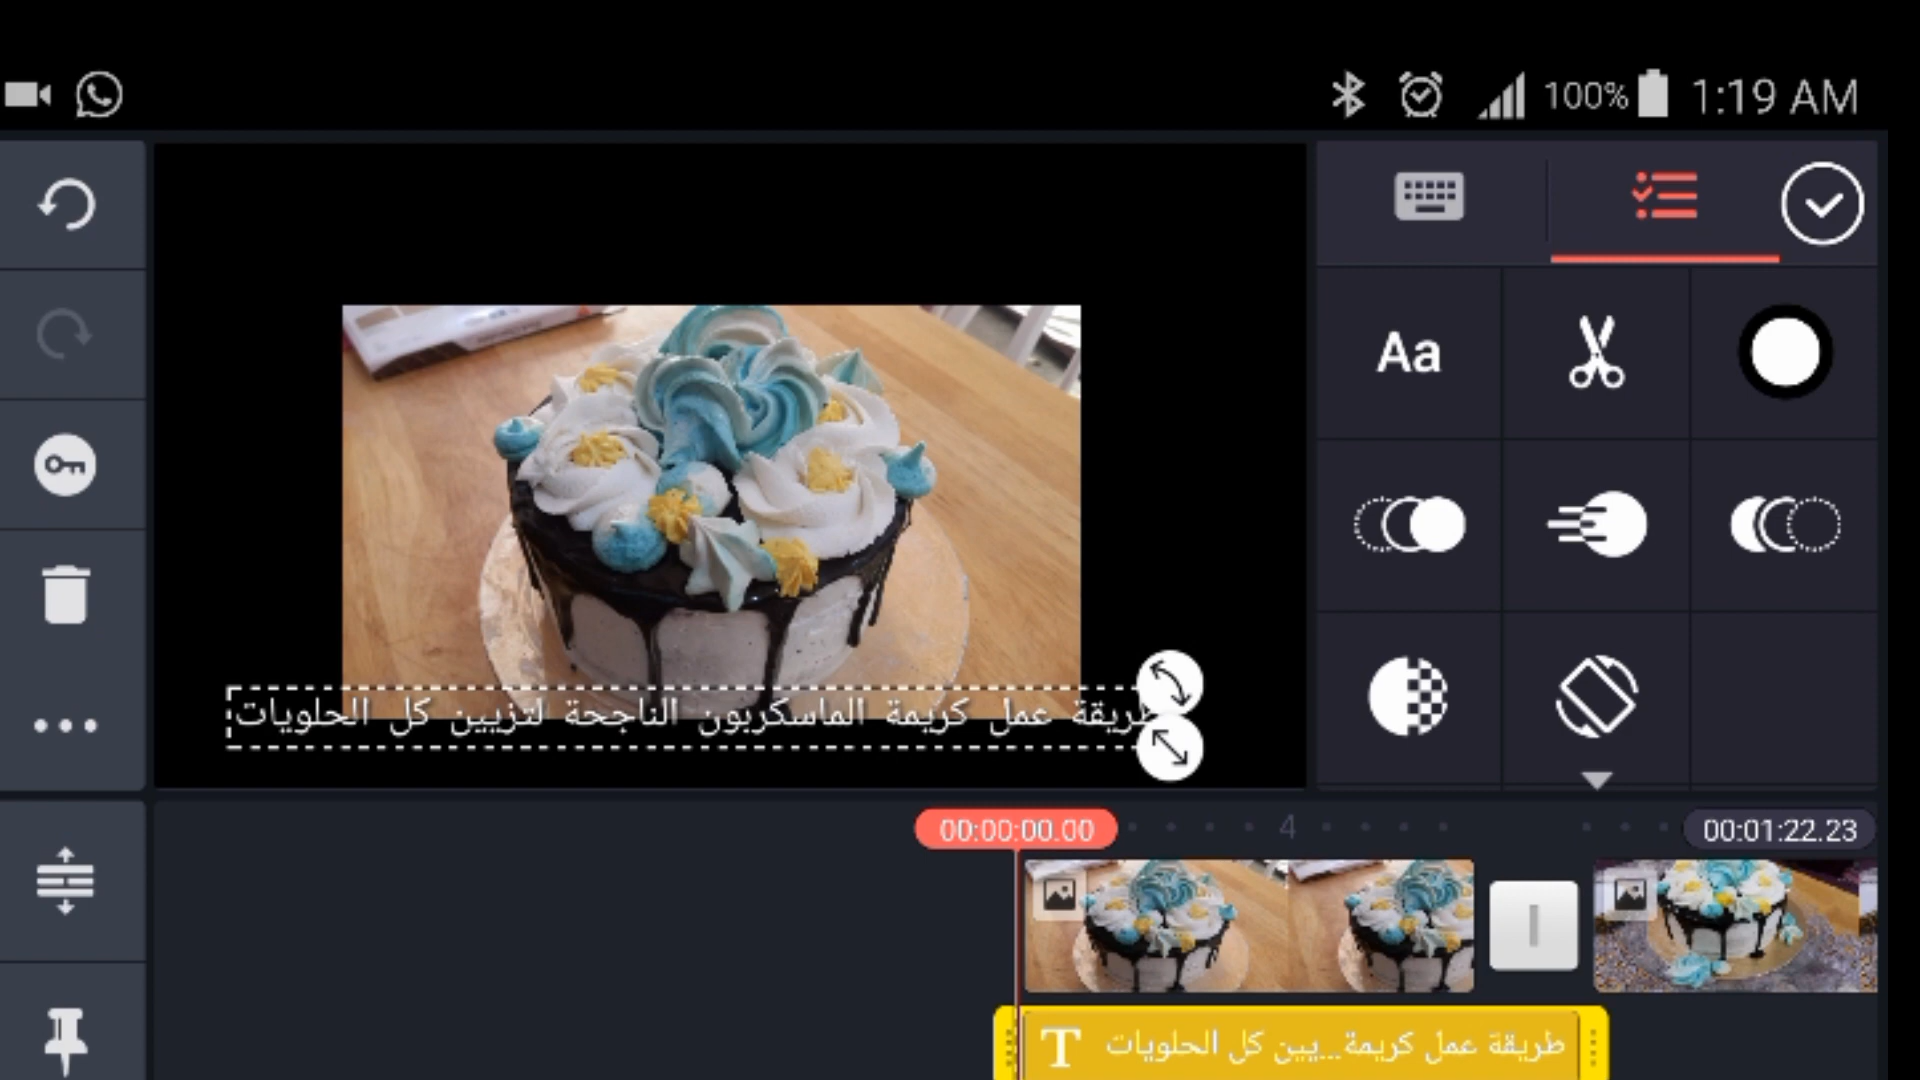 100% 1:19 AM
Aa
طريقة عمل كريمة الماسكربون الناجحة لتزيين كل الحلويات
00:00:00.00 4 00:01:22.23
T طريقة عمل كريمة...يين كل الحلويات